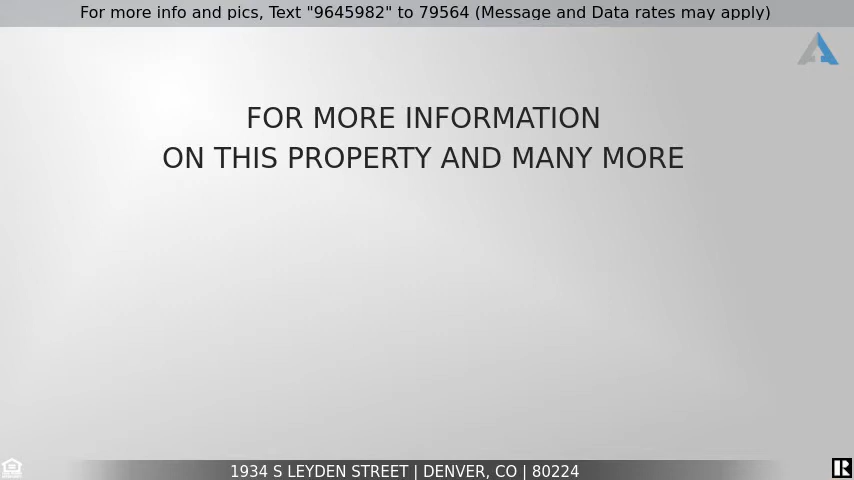 For more info and pics, Text "9645982" to 79564 (Message and Data rates may apply)
FOR MORE INFORMATION
ON THIS PROPERTY AND MANY MORE
1934 S LEYDEN STREET | DENVER, CO | 80224